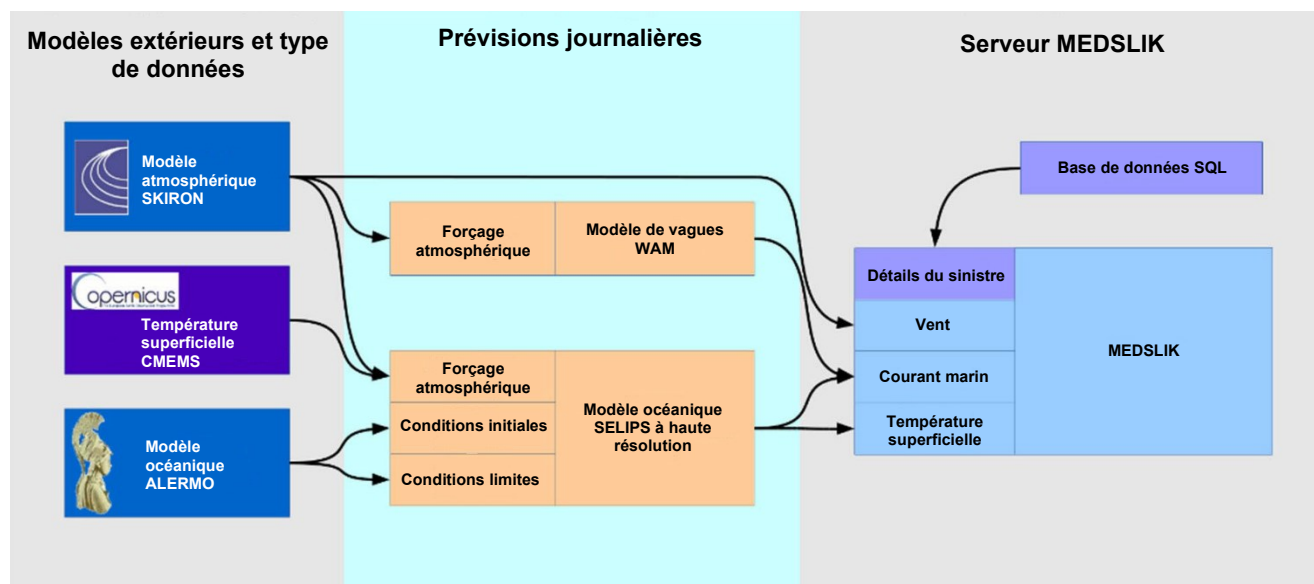 Modèles extérieurs et type
de données
Prévisions journalières
Serveur MEDSLIK
Modèle
atmosphérique
SKIRON
opernicus
Température
superficielle
CMEMS
Modèle
océanique
ALERMO
Forçage
atmosphérique
Modèle de vagues
WAM
Forçage
atmosphérique
Conditions initiales
Conditions limites
Modèle océanique
SELIPS à haute
résolution
Base de données SQL
Détails du sinistre
Vent
Courant marin
Température
superficielle
MEDSLIK